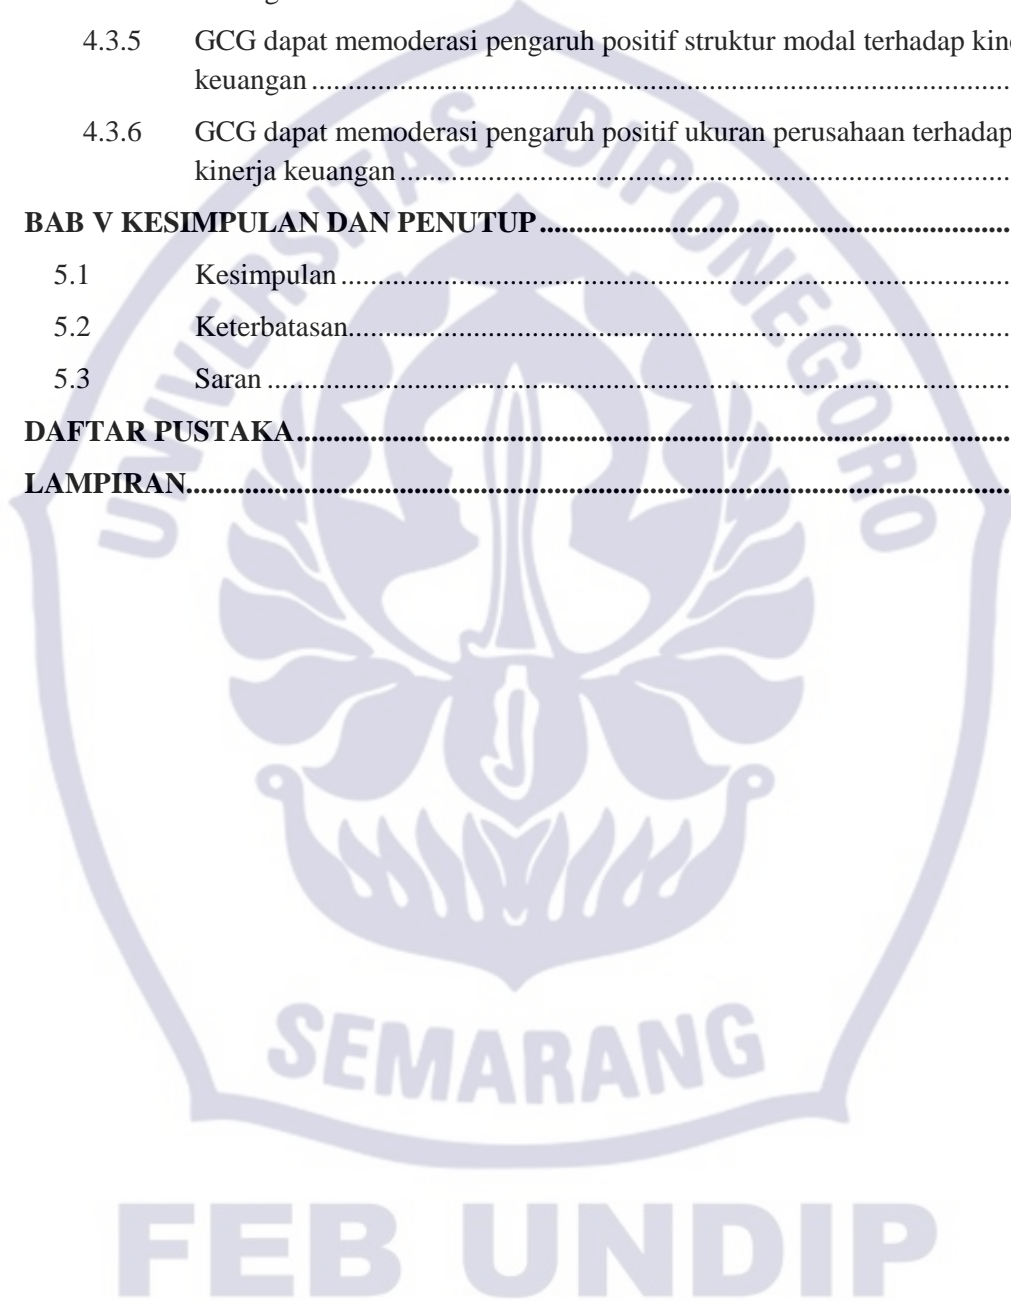 4.3.5 GCG dapat memoderasi pengaruh positif struktur modal terhadap
keuangan ........................................................................
4.3.6 GCG dapat memoderasi pengaruh positif ukuran perusahaan terhadap
kinerja keuangan ........................................................................
BAB V KESIMPULAN DAN PENUTUP ........................................................................
5.1 Kesimpulan ........................................................................
5.2 Keterbatasan ........................................................................
5.3 Saran ........................................................................
DAFTAR PUSTAKA ........................................................................
LAMPIRAN ........................................................................
UNIVERSITAS DIPONEGORO
SEMARANG
FEB UNDIP